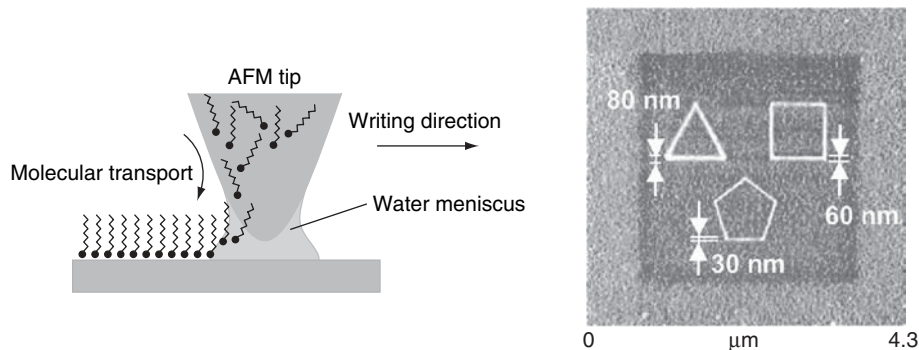 AFM tip
Writing direction
Molecular transport
Water meniscus
80 nm
60 nm
30 nm
0 μm 4.3